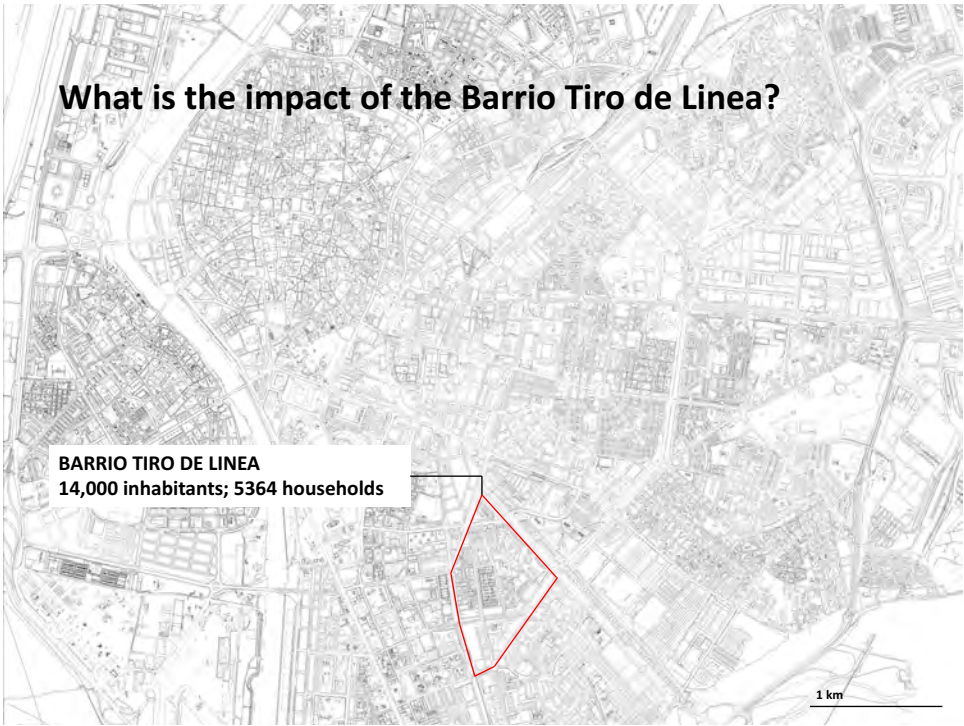 What is the impact of the Barrio Tiro de Linea?
BARRIO TIRO DE LINEA
14,000 inhabitants; 5364 households
1 km